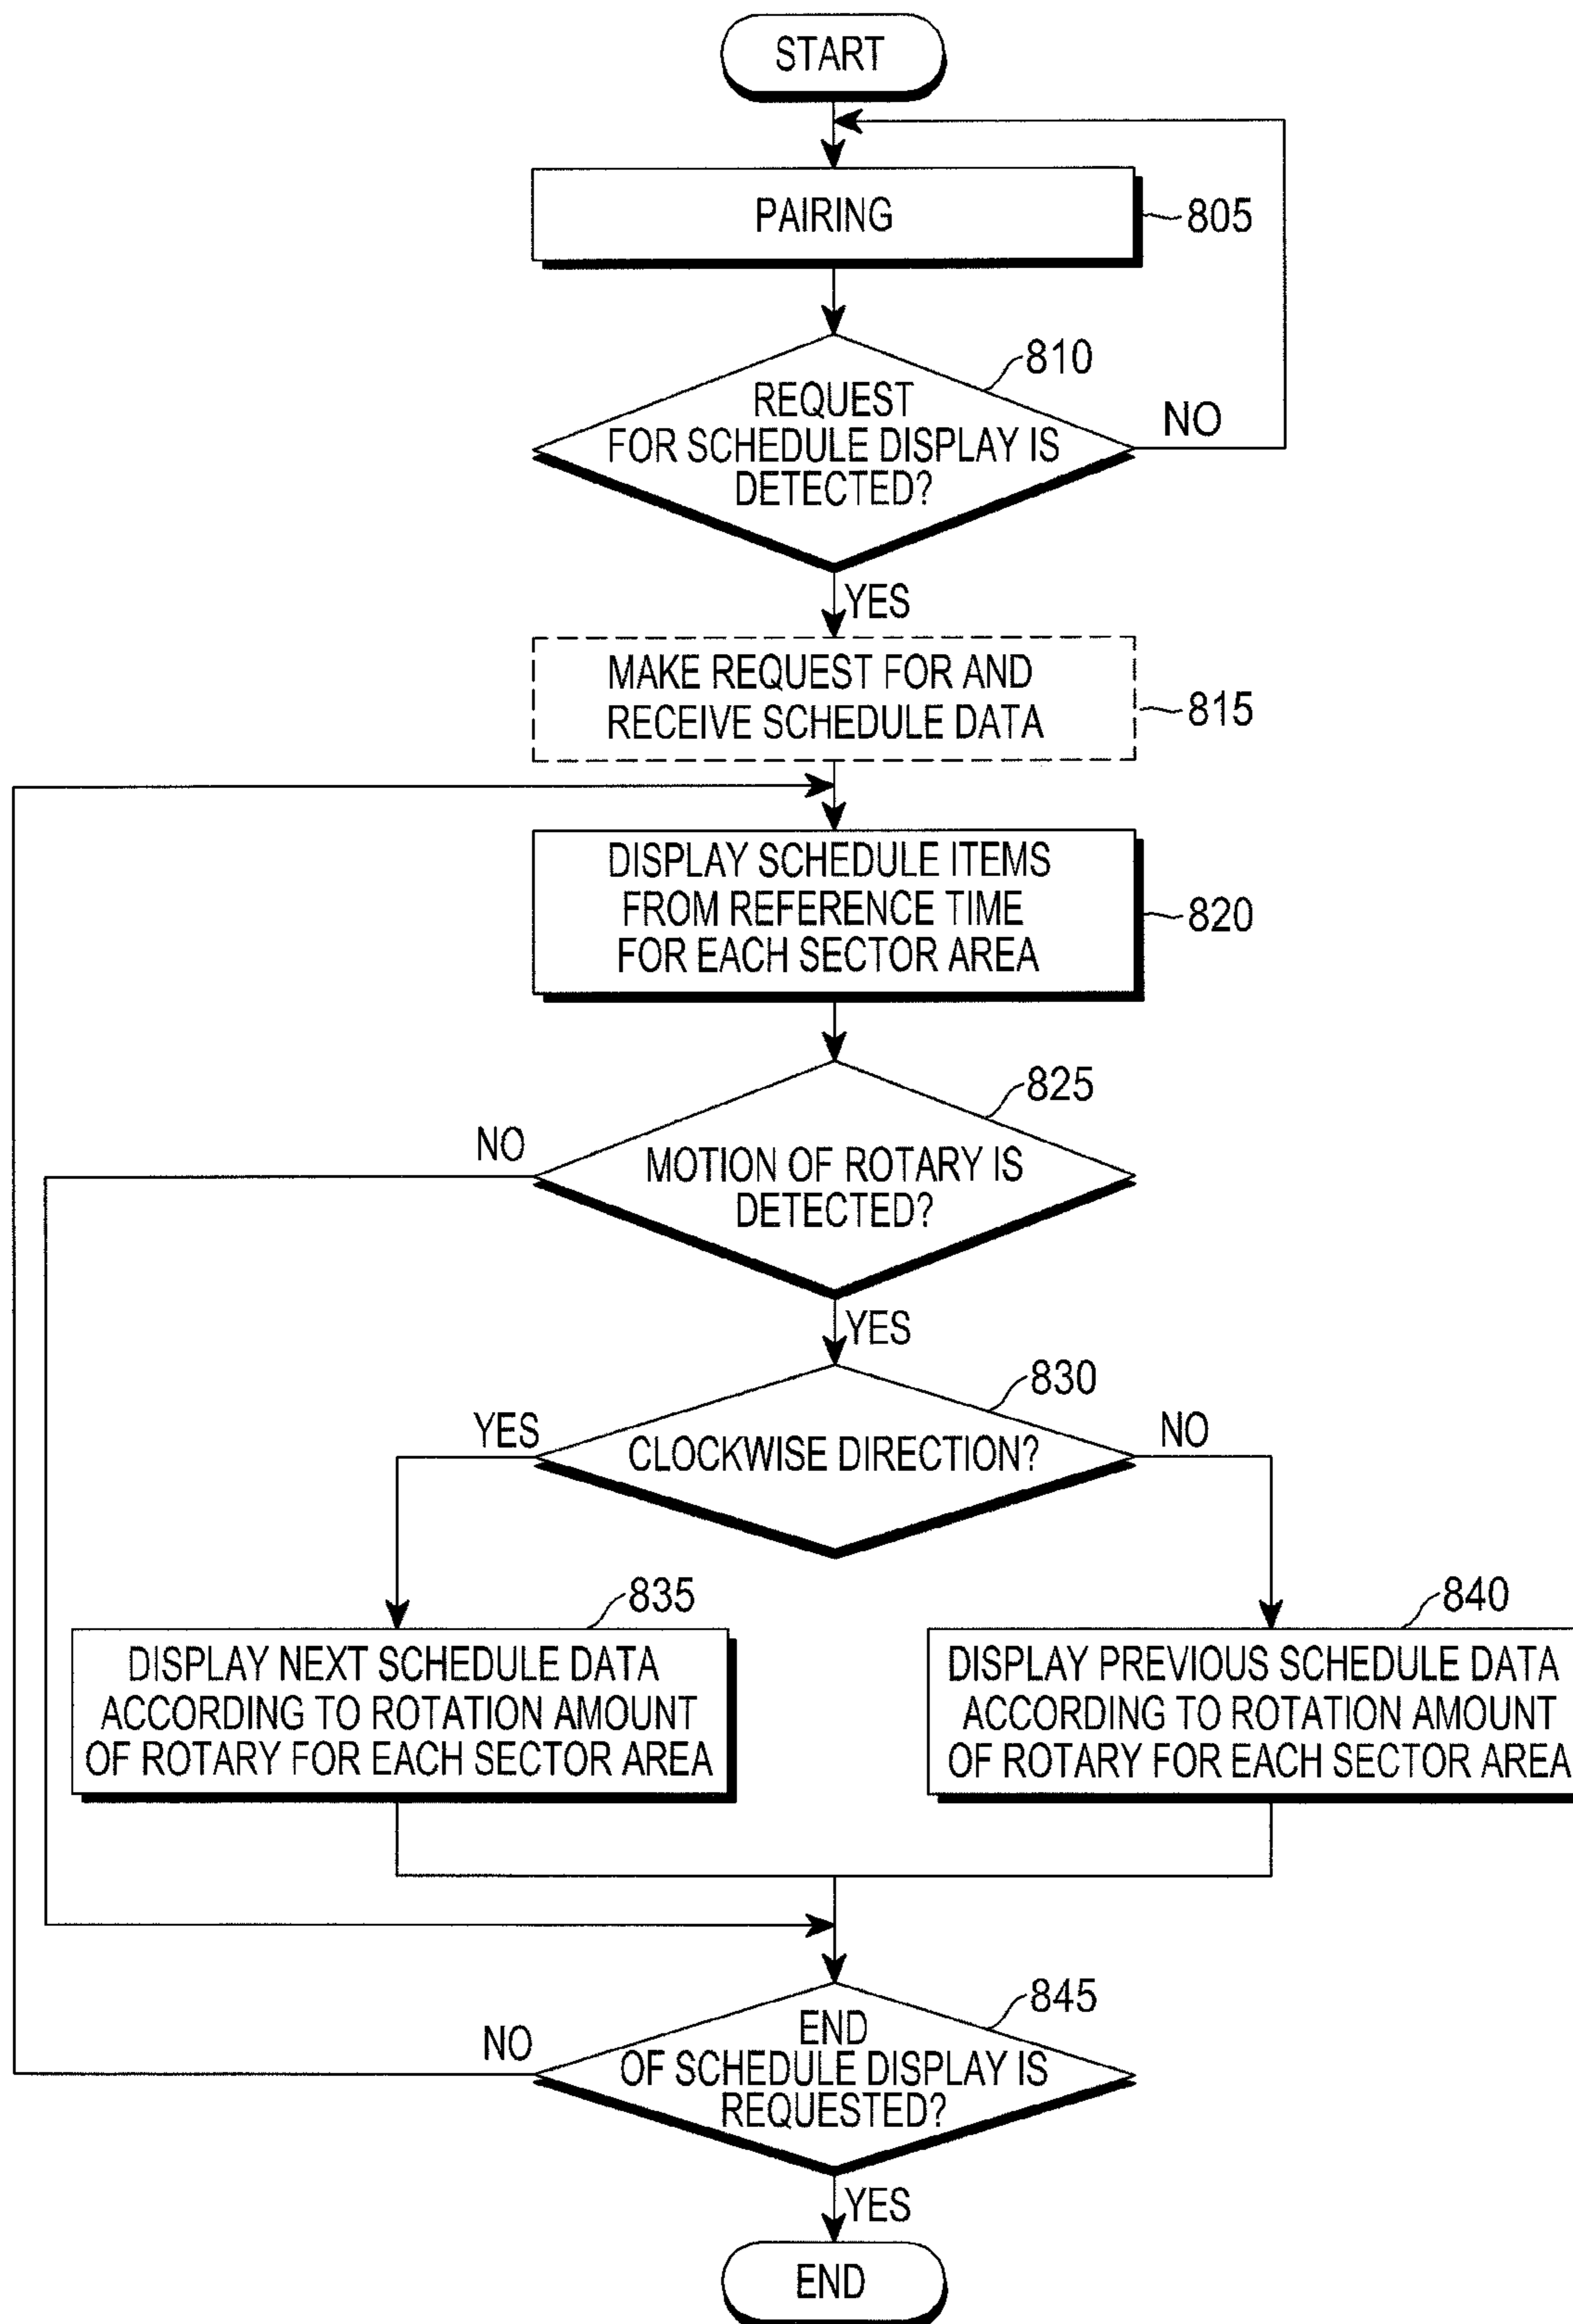 START
PAIRING
805
810
REQUEST
FOR SCHEDULE DISPLAY IS
DETECTED?
NO
YES
MAKE REQUEST FOR AND
RECEIVE SCHEDULE DATA
815
DISPLAY SCHEDULE ITEMS
FROM REFERENCE TIME
FOR EACH SECTOR AREA
820
825
NO
MOTION OF ROTARY IS
DETECTED?
YES
830
YES
CLOCKWISE DIRECTION?
NO
835
DISPLAY NEXT SCHEDULE DATA
ACCORDING TO ROTATION AMOUNT
OF ROTARY FOR EACH SECTOR AREA
840
DISPLAY PREVIOUS SCHEDULE DATA
ACCORDING TO ROTATION AMOUNT
OF ROTARY FOR EACH SECTOR AREA
845
NO
END
OF SCHEDULE DISPLAY IS
REQUESTED?
YES
END